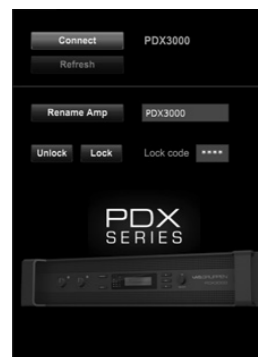 Connect PDX3000
Refresh
Rename Amp PDX3000
Unlock Lock Lock code ****
PDX
SERIES